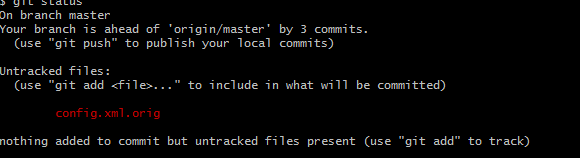 $ git status
On branch master
Your branch is ahead of 'origin/master' by 3 commits.
(use "git push" to publish your local commits)
Untracked files:
(use "git add <file>..." to include in what will be committed)
config.xml.orig
nothing added to commit but untracked files present (use "git add" to track)